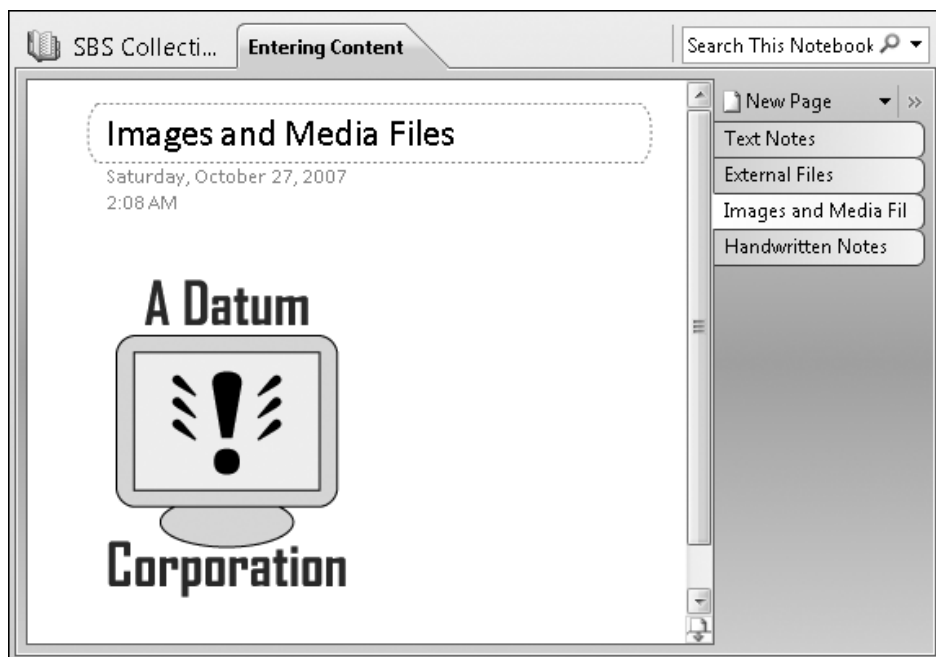 SBS Collecti...
Entering Content
Search This Notebook
Images and Media Files
Saturday, October 27, 2007
2:08 AM
A Datum
Corporation
New Page
Text Notes
External Files
Images and Media Fil
Handwritten Notes